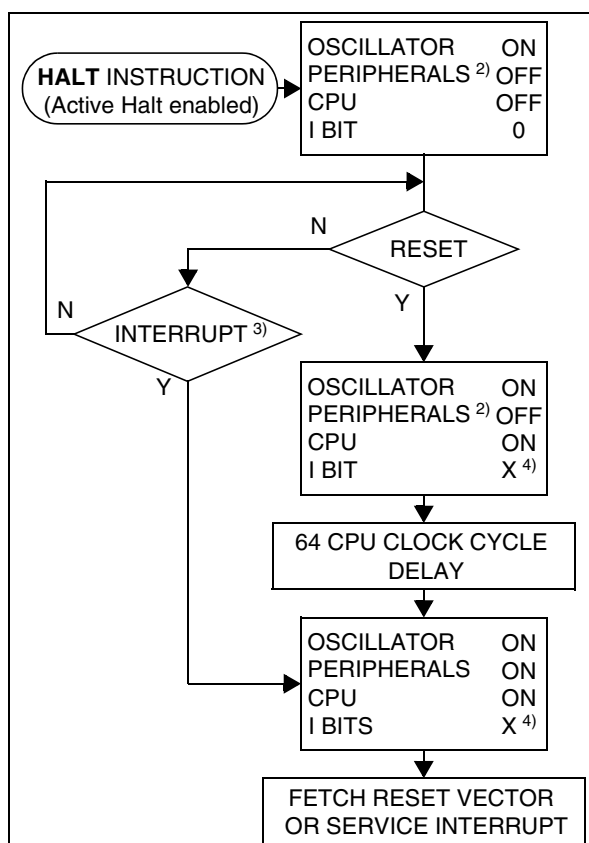 HALT INSTRUCTION
(Active Halt enabled)
OSCILLATOR ON
PERIPHERALS 2) OFF
CPU OFF
I BIT 0
N
RESET
Y
N
INTERRUPT 3)
Y
OSCILLATOR ON
PERIPHERALS 2) OFF
CPU ON
I BIT X 4)
64 CPU CLOCK CYCLE
DELAY
OSCILLATOR ON
PERIPHERALS ON
CPU ON
I BITS X 4)
FETCH RESET VECTOR
OR SERVICE INTERRUPT